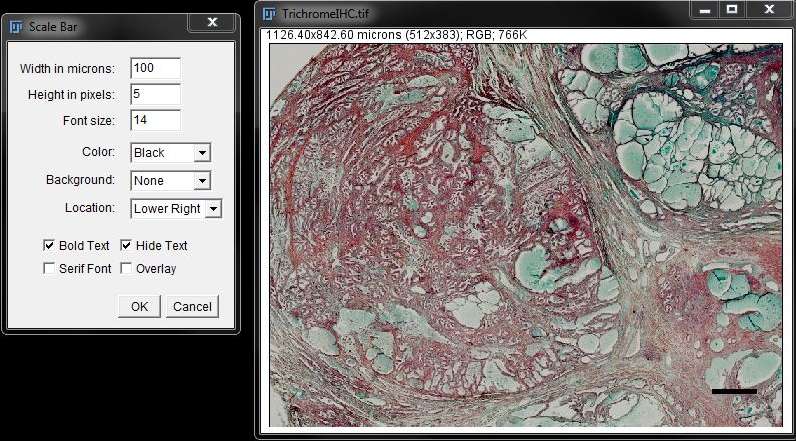 Scale Bar
X
Width in microns: 100
Height in pixels: 5
Font size: 14
Color: Black
Background: None
Location: Lower Right
Bold Text Hide Text
Serif Font Overlay
OK Cancel
TrichromeIHC.tif
1126.40x842.60 microns (512x383); RGB; 766K